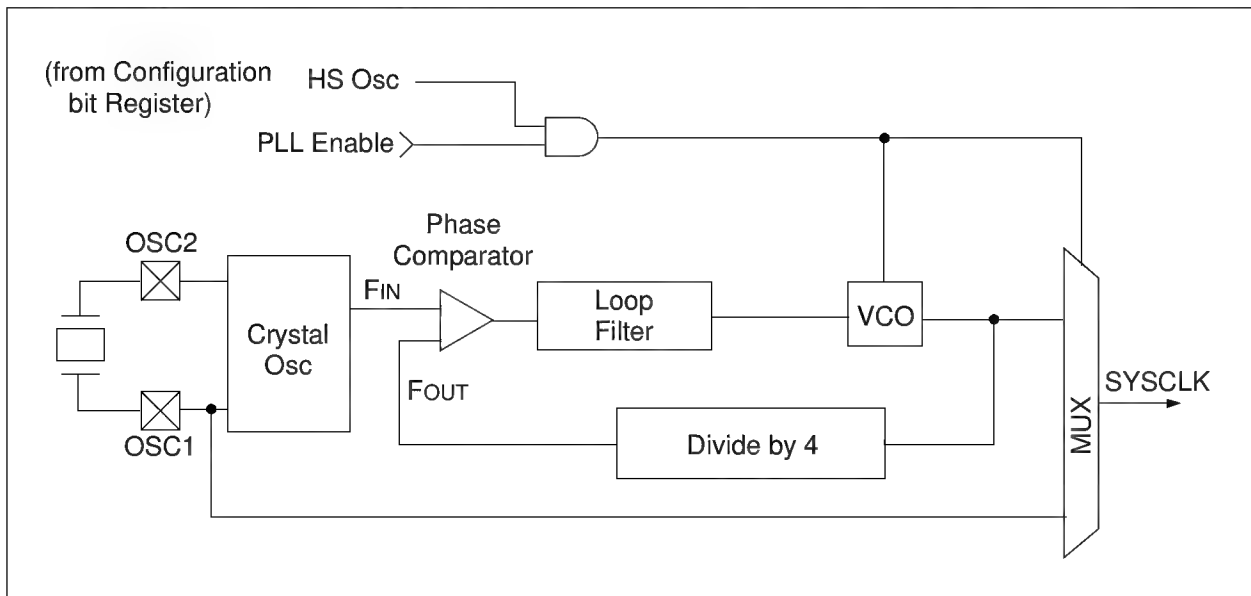 (from Configuration
bit Register)
HS Osc
PLL Enable
Phase
Comparator
OSC2
FIN
Crystal
Osc
Loop
Filter
VCO
FOUT
OSC1
Divide by 4
MUX
SYSCLK